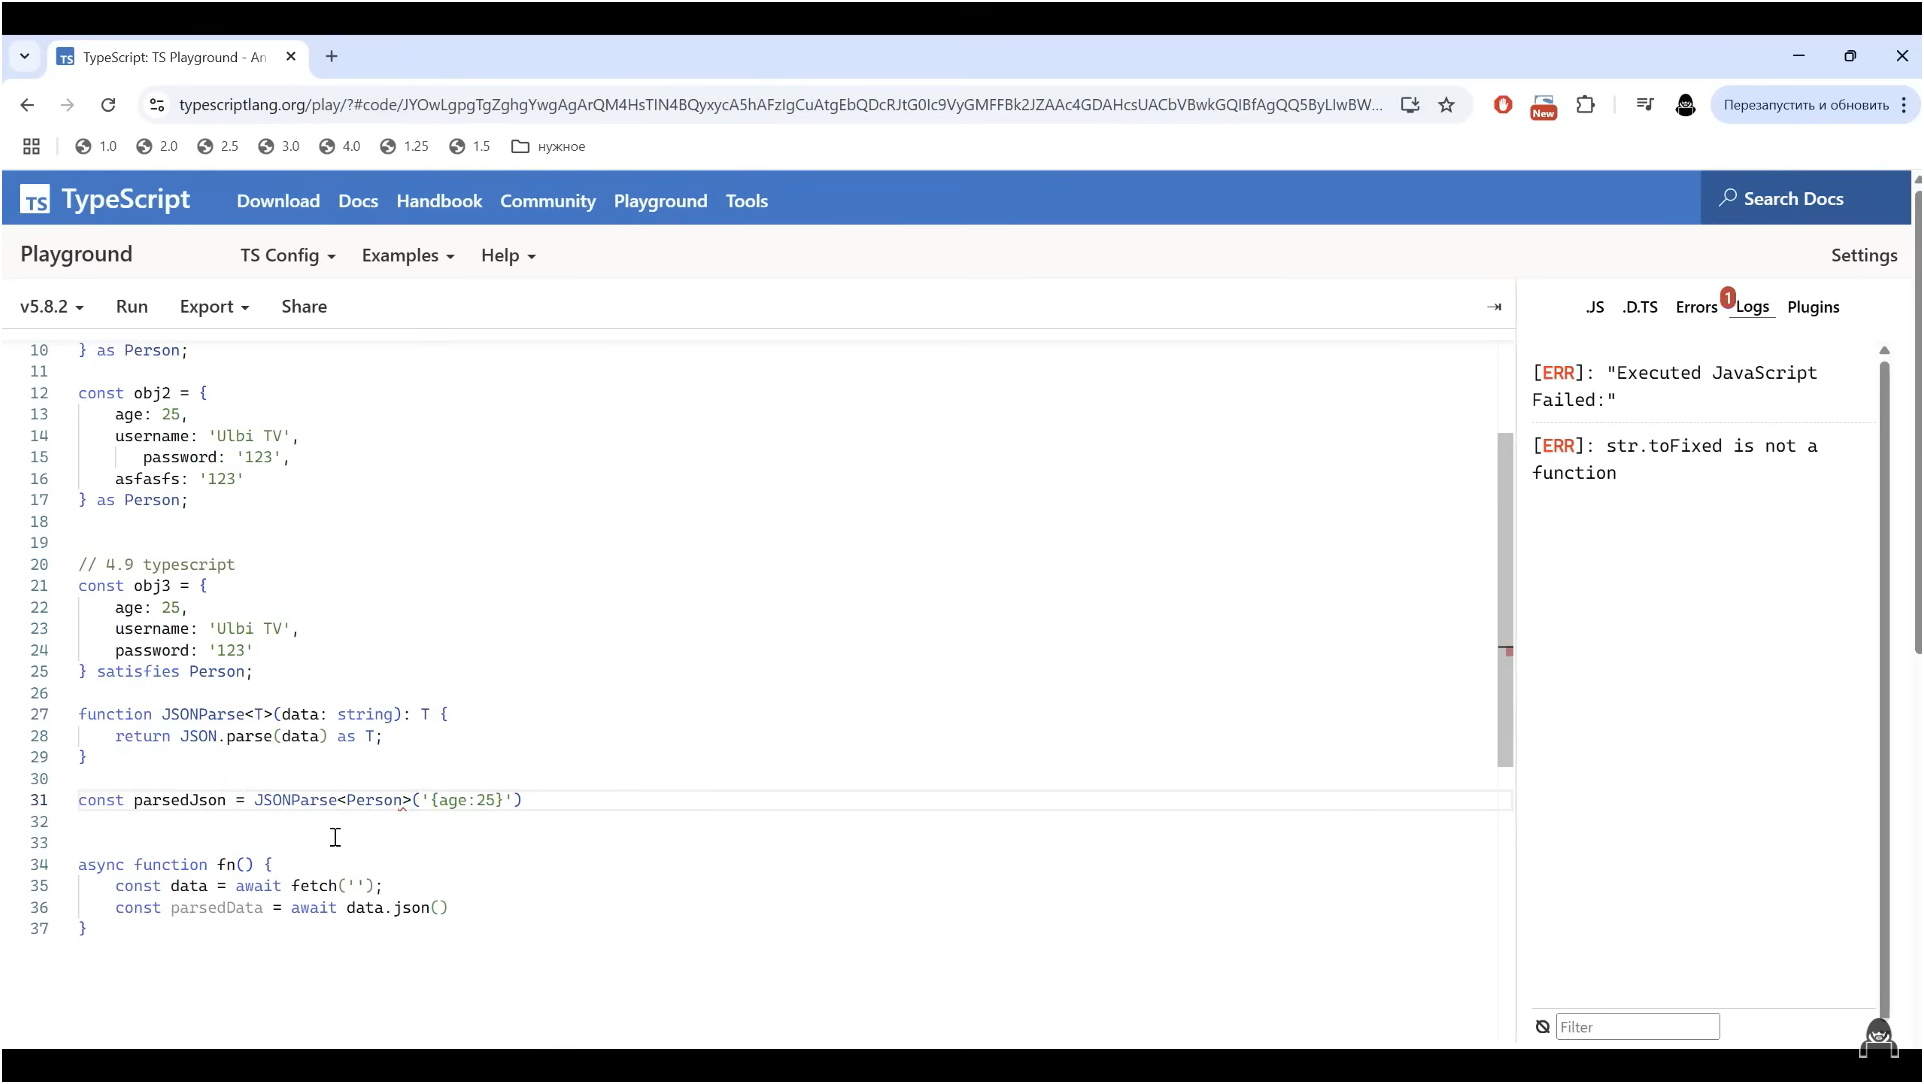 TypeScript: TS Playground - An
typescriptlang.org/play/?#code/JYOwLgpgTgZghgYwgAgArQM4HsTIN4BQyxycA5hAFzIgCuAtgEbQDcRJtG0Ic9VyGMFFBk2JZAAc4GDAHcsUACbVBwkGQIBfAgQQ5ByLIwBW...
New
Перезапустить и обновить
1.0 2.0 2.5 3.0 4.0 1.25 1.5 нужное
TS TypeScript Download Docs Handbook Community Playground Tools Search Docs
Playground TS Config Examples Help Settings
v5.8.2 Run Export Share
.JS .D.TS Errors 1 Logs Plugins
10 } as Person;
11
12 const obj2 = {
13 age: 25,
14 username: 'Ulbi TV',
15 password: '123',
16 asfasfs: '123'
17 } as Person;
18
19
20 // 4.9 typescript
21 const obj3 = {
22 age: 25,
23 username: 'Ulbi TV',
24 password: '123'
25 } satisfies Person;
26
27 function JSONParse<T>(data: string): T {
28 return JSON.parse(data) as T;
29 }
30
31 const parsedJson = JSONParse<Person>('{age:25}')
32
33
34 async function fn() {
35 const data = await fetch('');
36 const parsedData = await data.json()
37 }
[ERR]: "Executed JavaScript
Failed:"
[ERR]: str.toFixed is not a
function
Filter